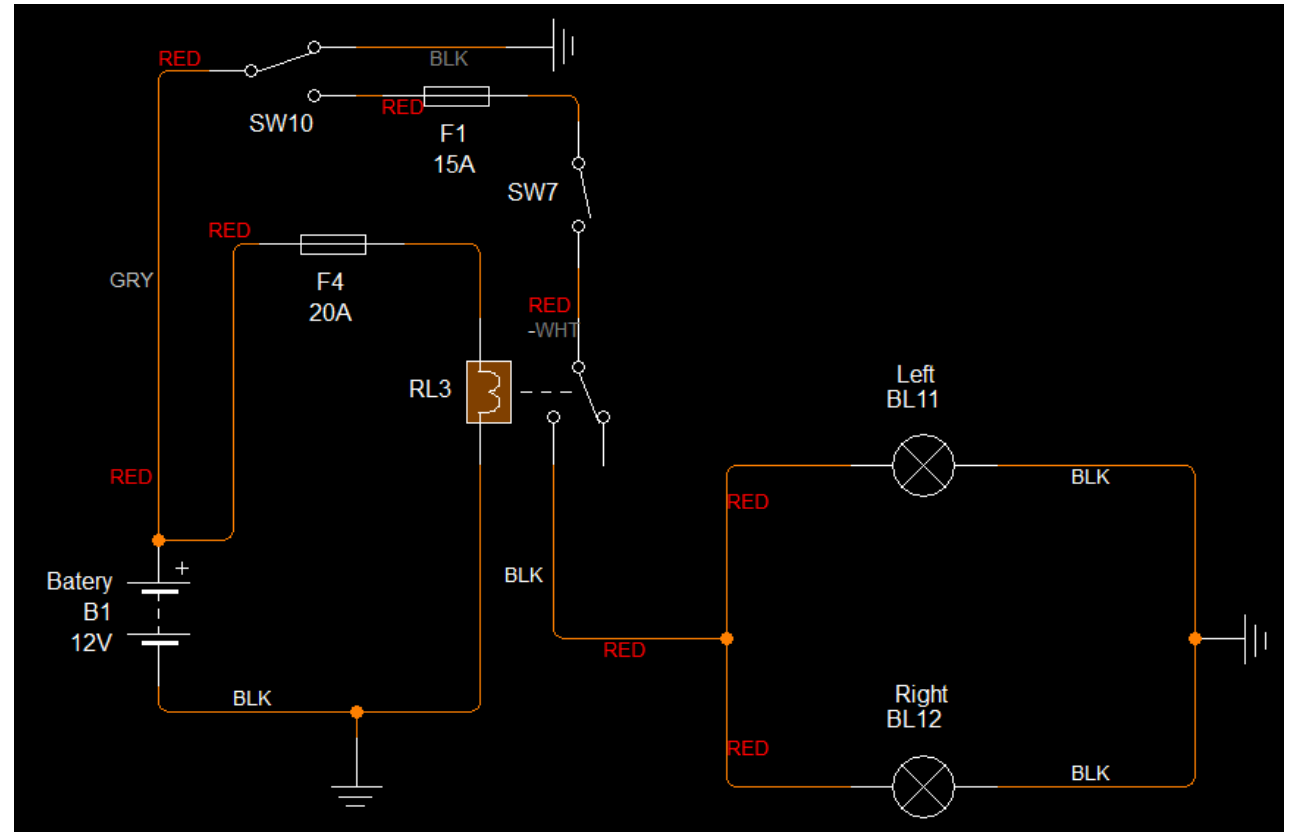 RED
BLK
RED
SW10
F1
15A
SW7
RED
GRY
F4
20A
RED
-WHT
RL3
Left
BL11
RED
BLK
RED
+
Batery
B1
12V
BLK
RED
BLK
Right
BL12
RED
BLK